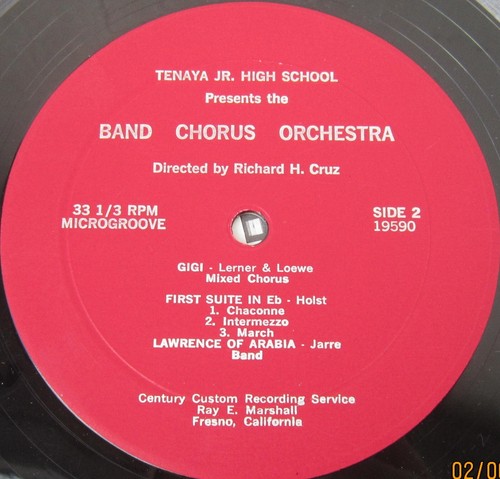 TENAYA JR. HIGH SCHOOL
Presents the
BAND CHORUS ORCHESTRA
Directed by Richard H. Cruz
33 1/3 RPM
MICROGROOVE
SIDE 2
19590
GIGI - Lerner & Loewe
Mixed Chorus
FIRST SUITE IN Eb - Holst
1. Chaconne
2. Intermezzo
3. March
LAWRENCE OF ARABIA - Jarre
Band
Century Custom Recording Service
Ray E. Marshall
Fresno, California